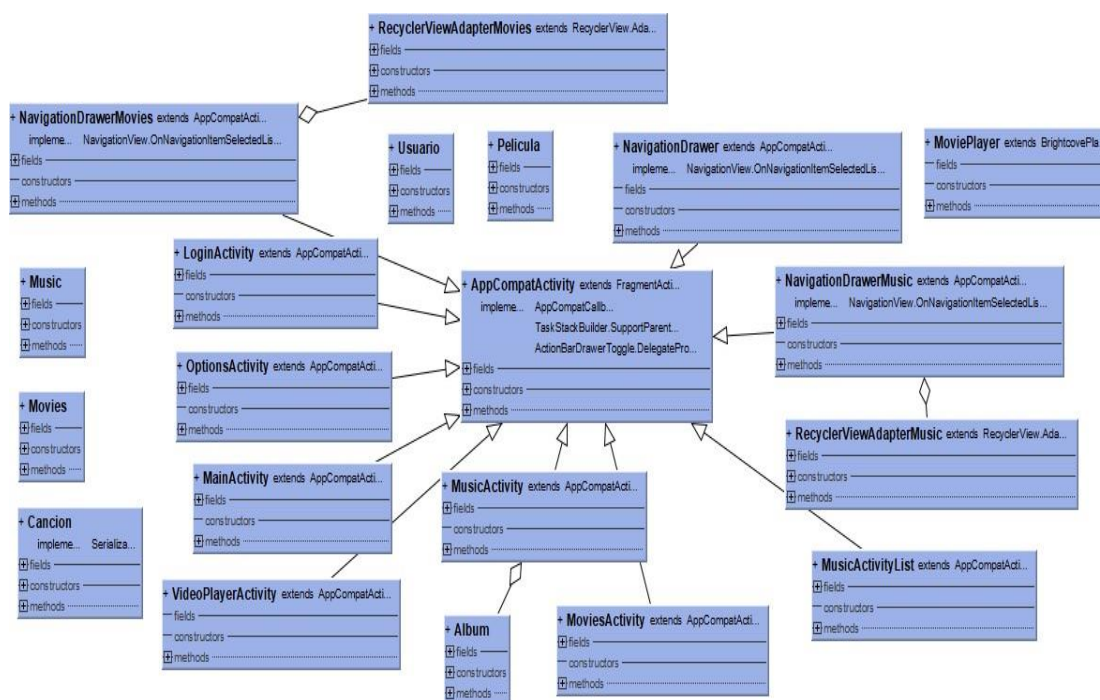 + RecyclerViewAdapterMovies extends RecyclerView.Ada...
fields
constructors
methods
+ NavigationDrawerMovies extends AppCompatActi...
impleme... NavigationView.OnNavigationItemSelectedLis...
fields
constructors
methods
+ Usuario
fields
constructors
methods
+ Pelicula
fields
constructors
methods
+ NavigationDrawer extends AppCompatActi...
impleme... NavigationView.OnNavigationItemSelectedLis...
fields
constructors
methods
+ MoviePlayer extends BrightcovePla
fields
constructors
methods
+ LoginActivity extends AppCompatActi...
fields
constructors
methods
+ Music
fields
constructors
methods
+ AppCompatActivity extends FragmentActi...
impleme... AppCompatCallb...
TaskStackBuilder.SupportParent...
ActionBarDrawerToggle.DelegatePro...
fields
constructors
methods
+ NavigationDrawerMusic extends AppCompatActi...
impleme... NavigationView.OnNavigationItemSelectedLis...
fields
constructors
methods
+ OptionsActivity extends AppCompatActi...
fields
constructors
methods
+ Movies
fields
constructors
methods
+ RecyclerViewAdapterMusic extends RecyclerView.Ada...
fields
constructors
methods
+ MainActivity extends AppCompatActi...
fields
constructors
methods
+ MusicActivity extends AppCompatActi...
fields
constructors
methods
+ Cancion
impleme... Serializa...
fields
constructors
methods
+ MusicActivityList extends AppCompatActi...
fields
constructors
methods
+ VideoPlayerActivity extends AppCompatActi...
fields
constructors
methods
+ Album
fields
constructors
methods
+ MoviesActivity extends AppCompatActi...
fields
constructors
methods